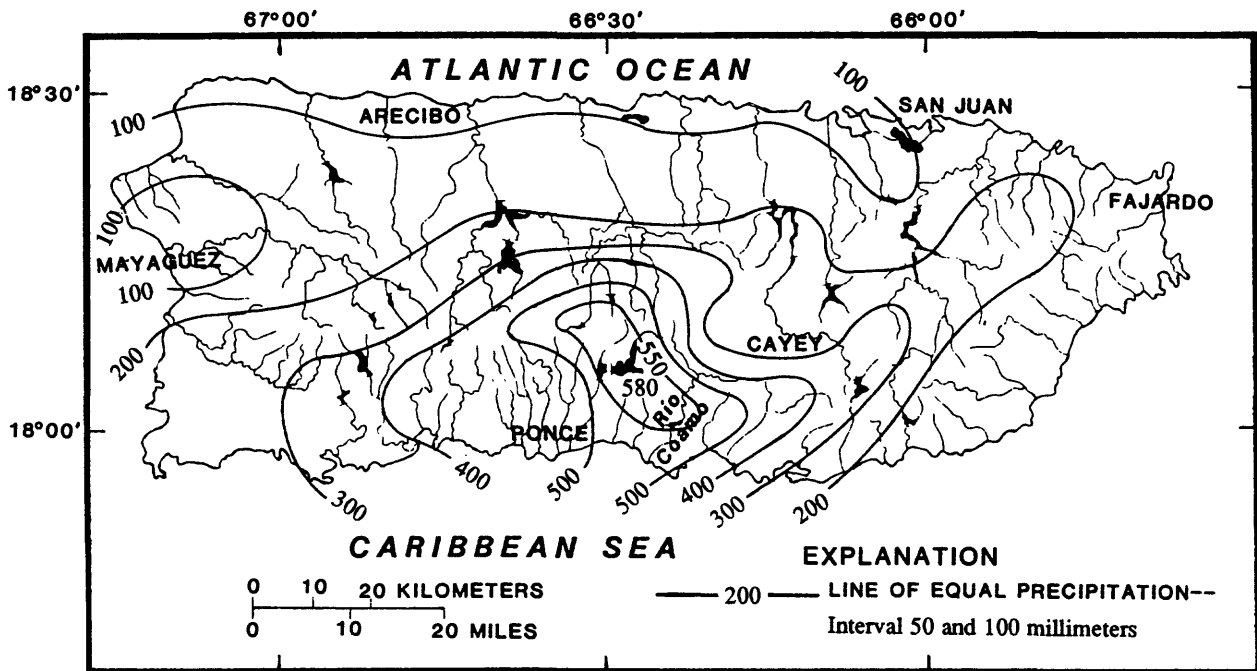 67°00'
66°30'
66°00'
18°30'
18°00'
ATLANTIC OCEAN
100
SAN JUAN
100
ARECIBO
FAJARDO
100
MAYAGUEZ
100
200
CAYEY
550
580
Río
Coamo
PONCE
300
400
500
500
400
300
200
CARIBBEAN SEA
EXPLANATION
0 10 20 KILOMETERS
0 10 20 MILES
200 LINE OF EQUAL PRECIPITATION--
Interval 50 and 100 millimeters